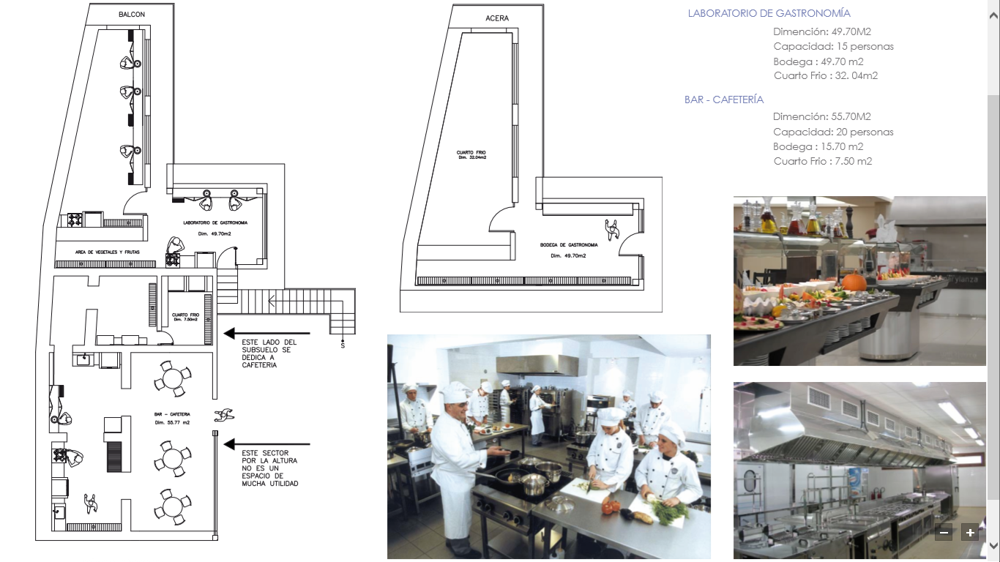 BALCON
AREA DE VEGETALES Y FRUTAS
LABORATORIO DE GASTRONOMIA
Dim. 49.70m2
CUARTO FRIO
Dim. 7.50m2
S
ESTE LADO DEL
SUBSUELO SE
DEDICA A
CAFETERIA
BAR - CAFETERIA
Dim. 55.77 m2
ESTE SECTOR
POR LA ALTURA
NO ES UN
ESPACIO DE
MUCHA UTILIDAD
ACERA
CUARTO FRIO
Dim. 32.04m2
BODEGA DE GASTRONOMIA
Dim. 49.70m2
LABORATORIO DE GASTRONOMÍA
Dimención: 49.70M2
Capacidad: 15 personas
Bodega : 49.70 m2
Cuarto Frio : 32. 04m2
BAR - CAFETERÍA
Dimención: 55.70M2
Capacidad: 20 personas
Bodega : 15.70 m2
Cuarto Frio : 7.50 m2